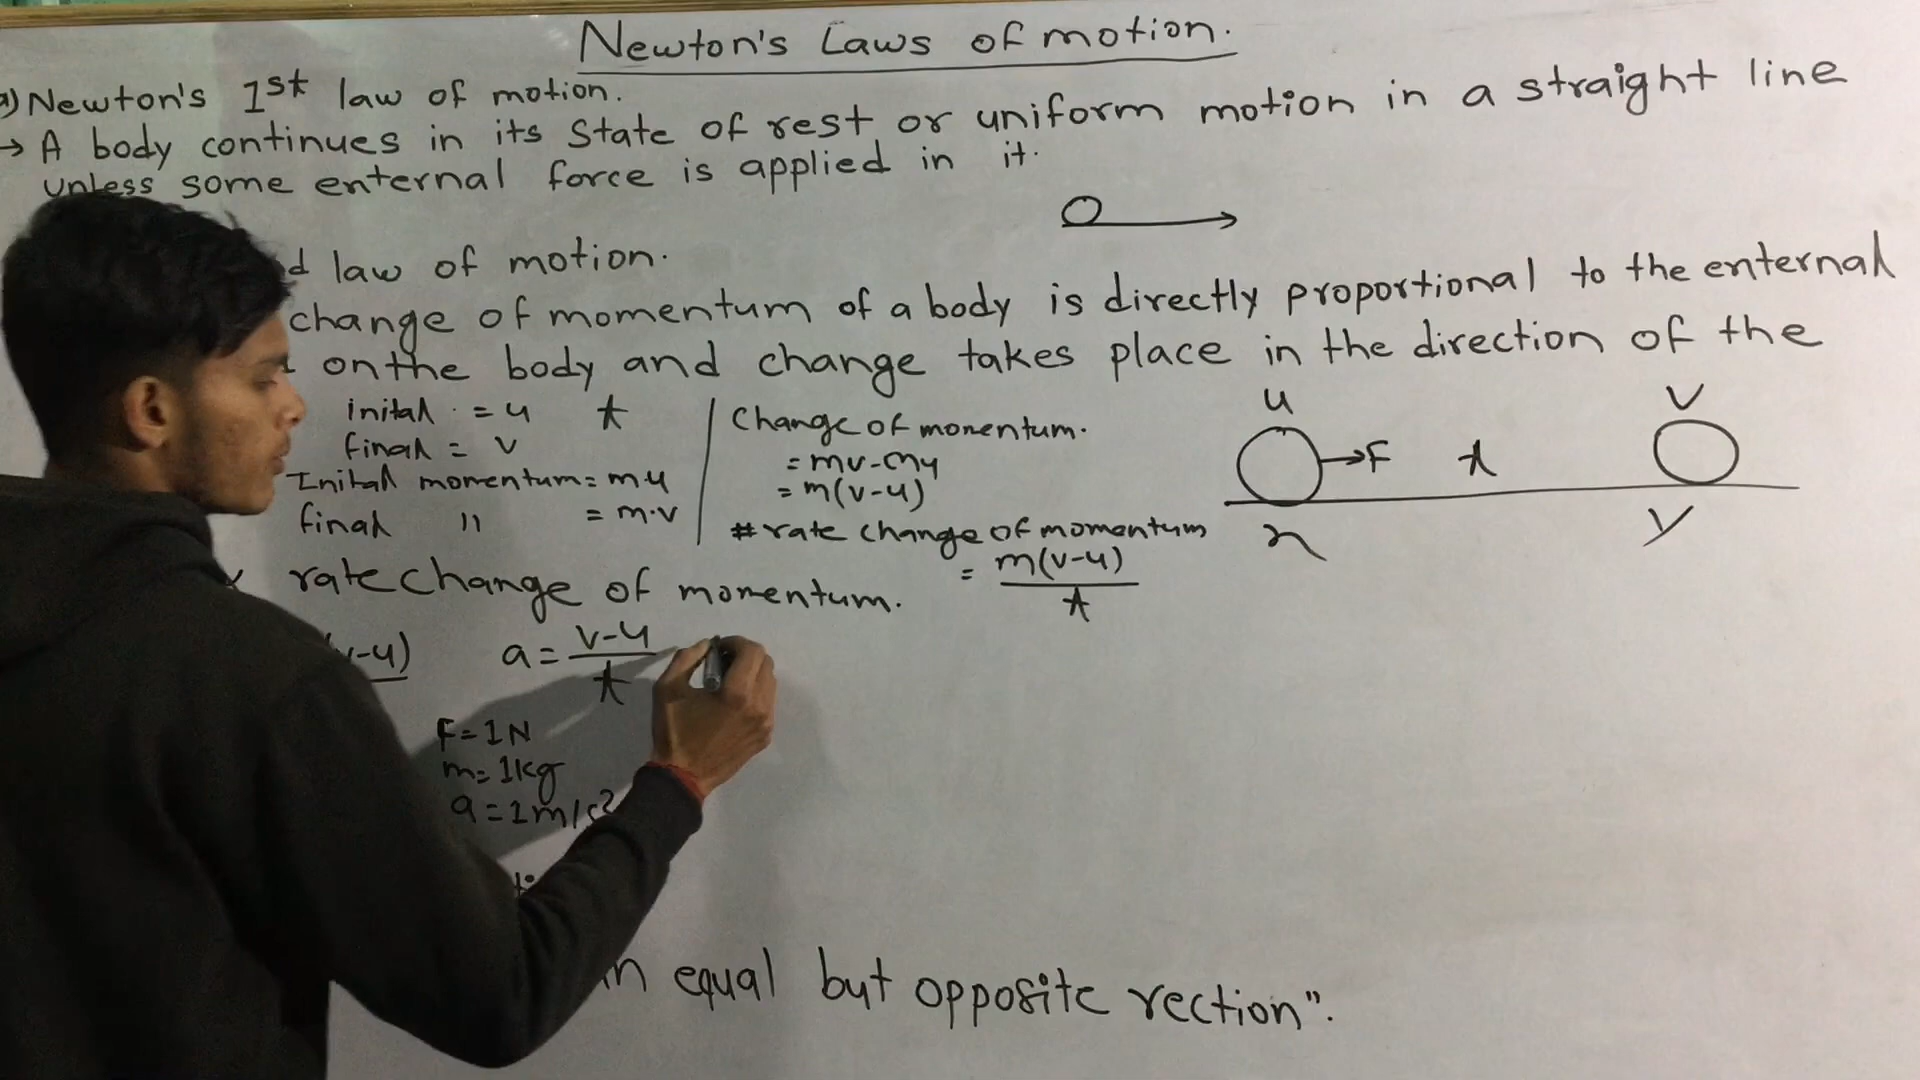 Newton's Laws of motion.
a) Newton's 1st law of motion.
→ A body continues in its State of rest or uniform motion in a straight line
unless some enternal force is applied in it.
d law of motion.
change of momentum of a body is directly proportional to the enternal
on the body and change takes place in the direction of the
inital = u t
final = v
Inital momentum = m.u
final " = m.v
Change of momentum.
= mv-mu
= m(v-u)
# rate change of momentum
= m(v-u)
t
u v
→F t
x y
rate change of momentum.
v-u)
a = v-u
t
F = 1N
m = 1kg
a = 1m/s2
n equal but opposite rection".